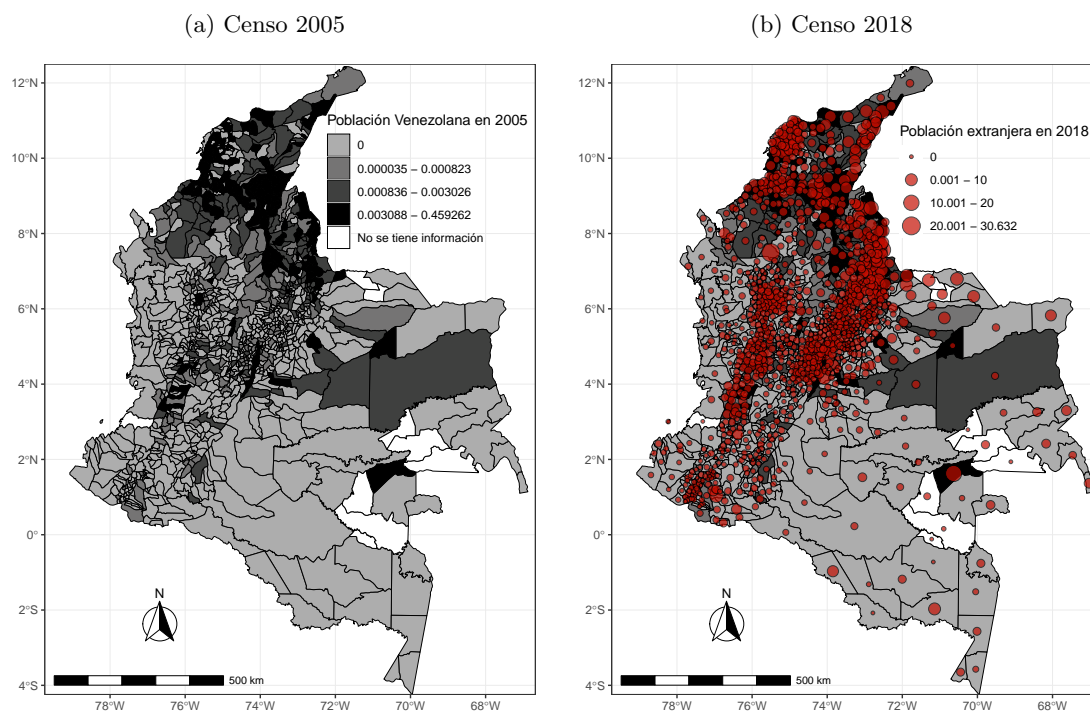 (a) Censo 2005
12°N
10°N
8°N
6°N
4°N
2°N
0°
2°S
4°S
78°W
76°W
74°W
72°W
70°W
68°W
Población Venezolana en 2005
0
0.000035 – 0.000823
0.000836 – 0.003026
0.003088 – 0.459262
No se tiene información
N
500 km
(b) Censo 2018
12°N
10°N
8°N
6°N
4°N
2°N
0°
2°S
4°S
78°W
76°W
74°W
72°W
70°W
68°W
Población extranjera en 2018
0
0.001 – 10
10.001 – 20
20.001 – 30.632
N
500 km